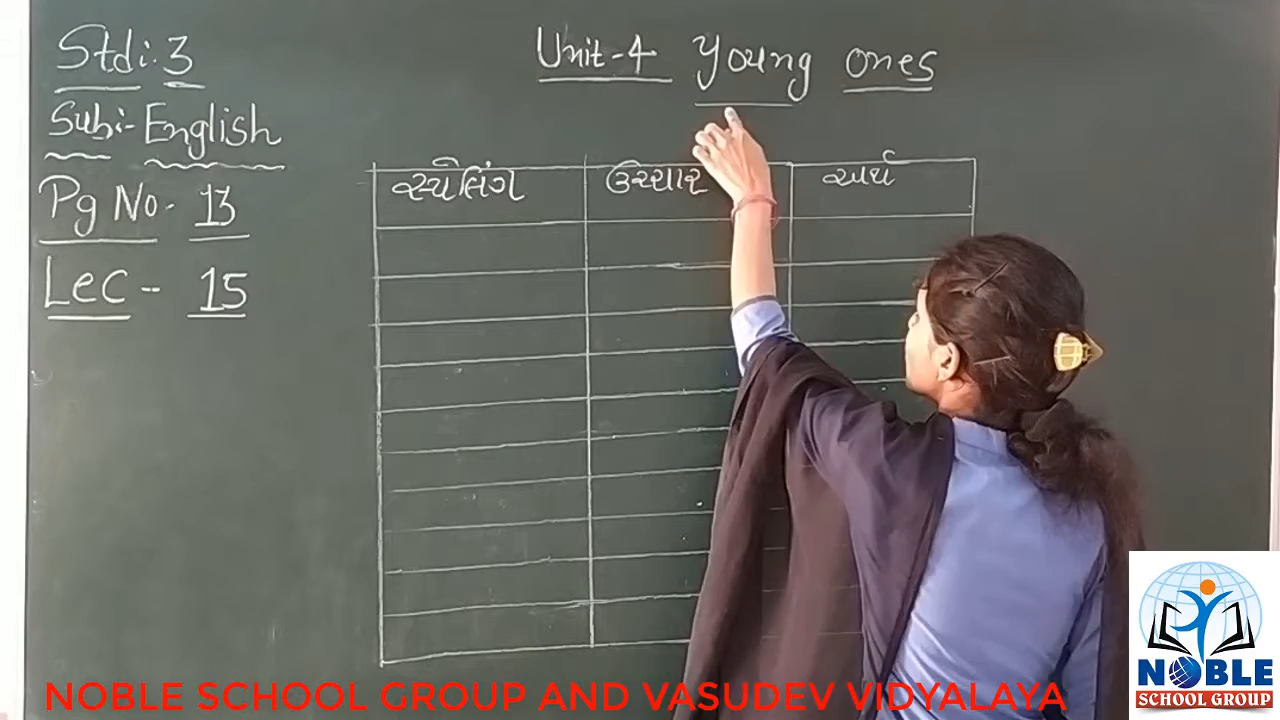 Stdi: 3
Sub:- English
Pg No. 13
Lec - 15
Unit-4 Young ones
સ્પેલિંગ ઉચ્ચાર અર્થ
NOBLE
SCHOOL GROUP
NOBLE SCHOOL GROUP AND VASUDEV VIDYALAYA